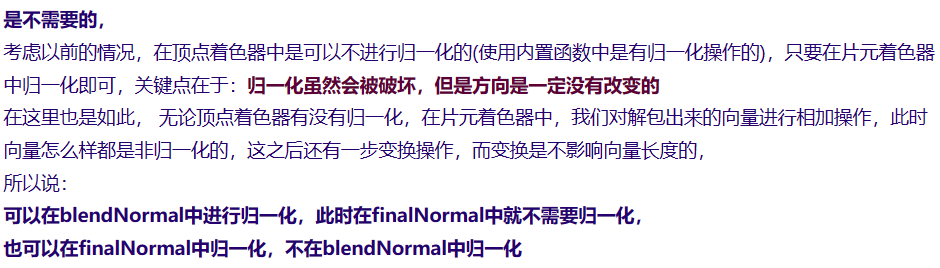 是不需要的，
考虑以前的情况，在顶点着色器中是可以不进行归一化的(使用内置函数中是有归一化操作的)，只要在片元着色器
中归一化即可，关键点在于：归一化虽然会被破坏，但是方向是一定没有改变的
在这里也是如此， 无论顶点着色器有没有归一化，在片元着色器中，我们对解包出来的向量进行相加操作，此时
向量怎么样都是非归一化的，这之后还有一步变换操作，而变换是不影响向量长度的，
所以说：
可以在blendNormal中进行归一化，此时在finalNormal中就不需要归一化，
也可以在finalNormal中归一化，不在blendNormal中归一化